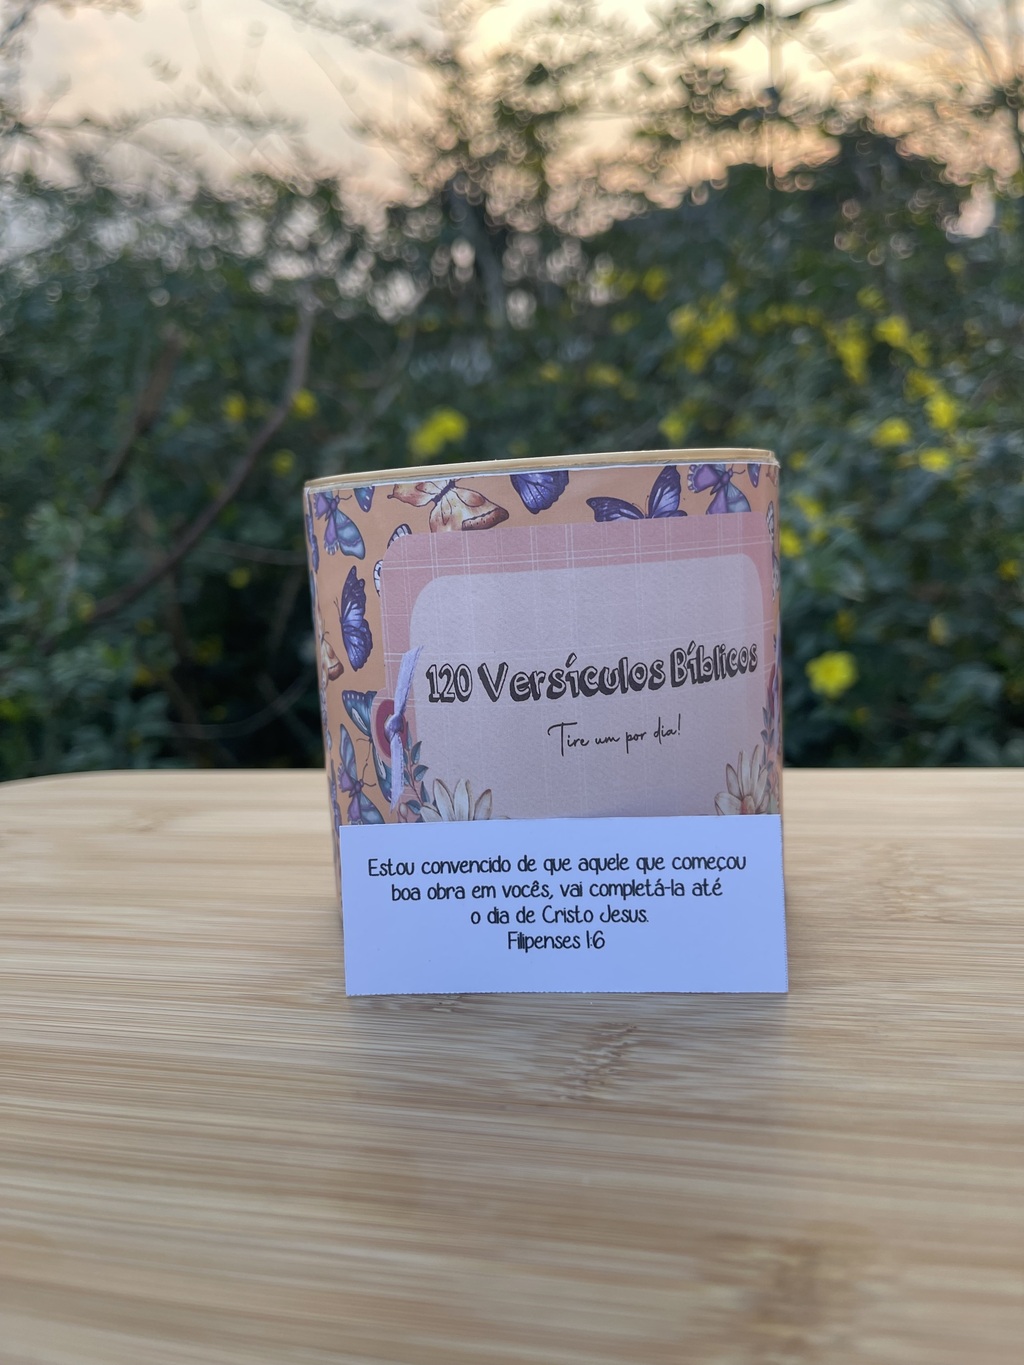 120 Versículos Bíblicos
Tire um por dia!
Estou convencido de que aquele que começou
boa obra em vocês, vai completá-la até
o dia de Cristo Jesus.
Filipenses 1:6